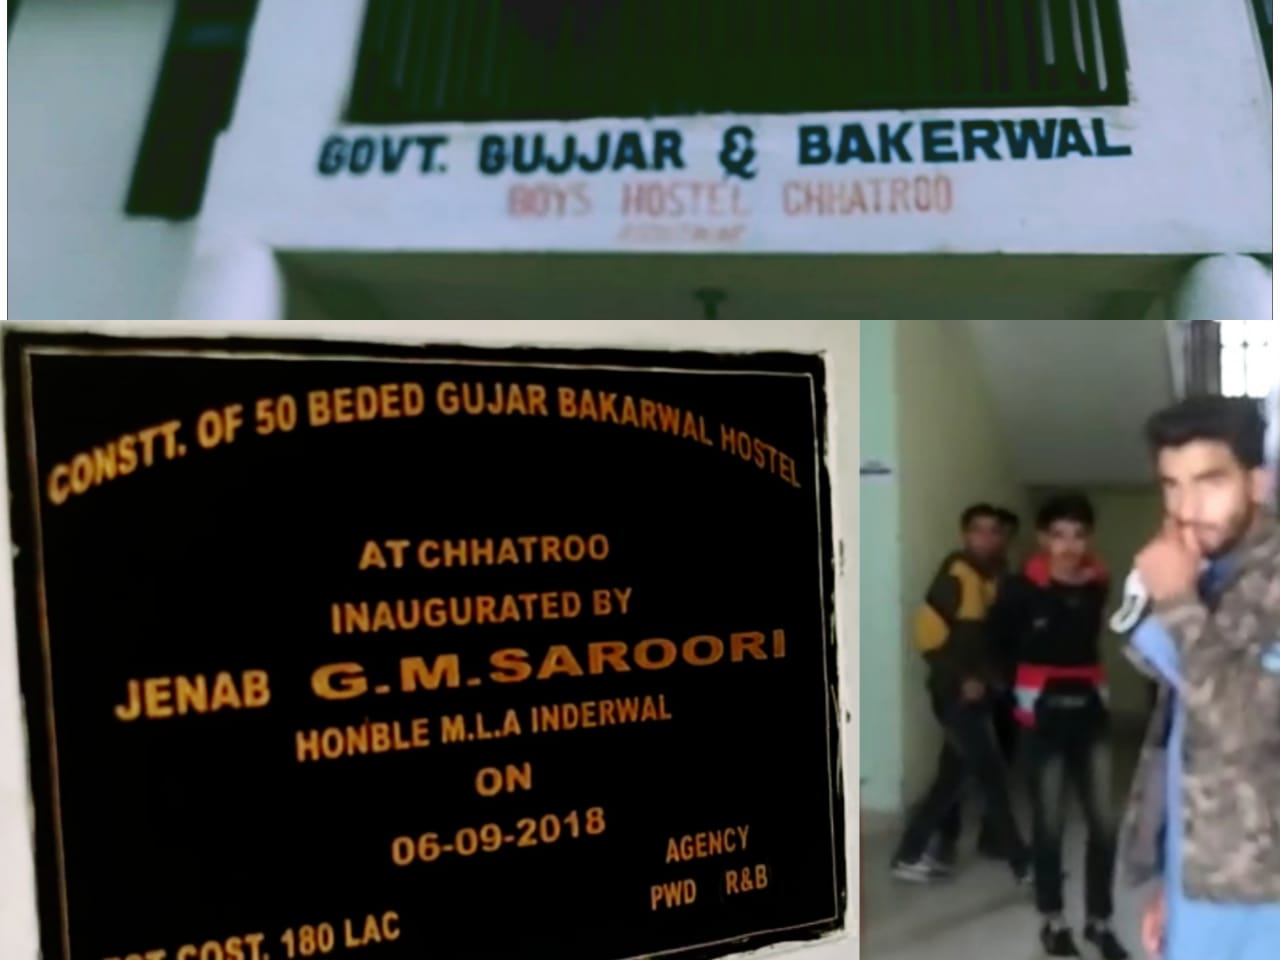 GOVT. GUJJAR & BAKERWAL
BOYS HOSTEL CHHATROO
CONSTT. OF 50 BEDED GUJAR BAKARWAL HOSTEL
AT CHHATROO
INAUGURATED BY
JENAB G.M.SAROORI
HONBLE M.L.A INDERWAL
ON
06-09-2018
AGENCY
PWD R&B
COST. 180 LAC